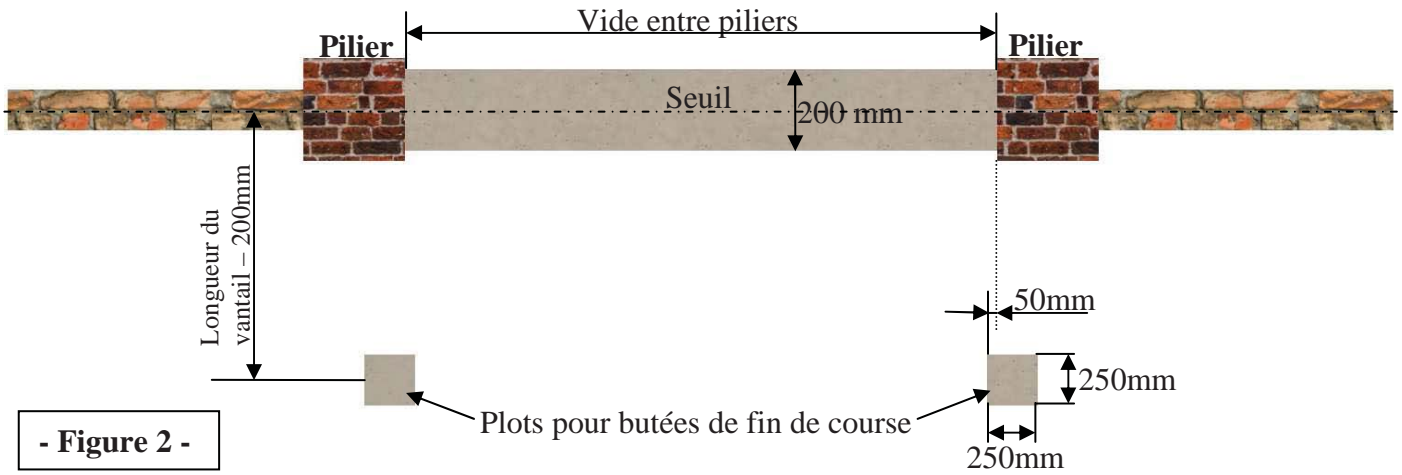 Vide entre piliers
Pilier
Pilier
Seuil
200 mm
Longueur du
vantail – 200mm
50mm
250mm
Plots pour butées de fin de course
250mm
- Figure 2 -